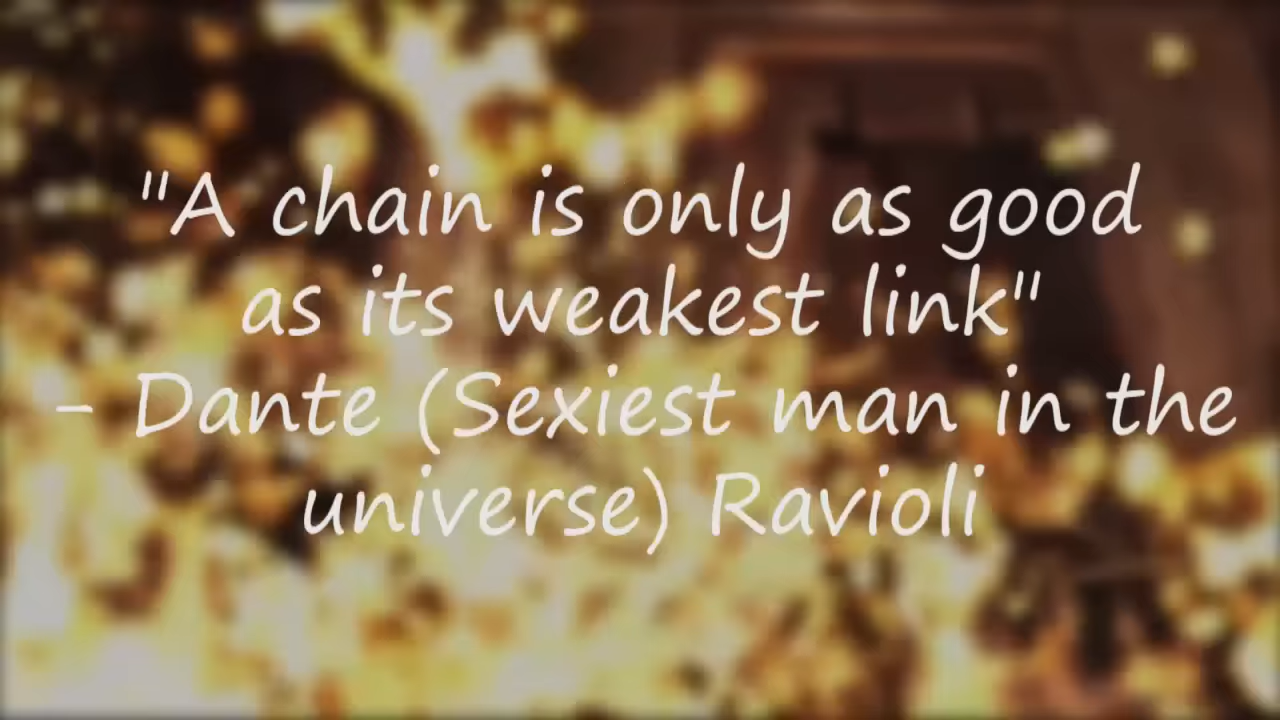 "A chain is only as good
as its weakest link"
- Dante (Sexiest man in the
universe) Ravioli